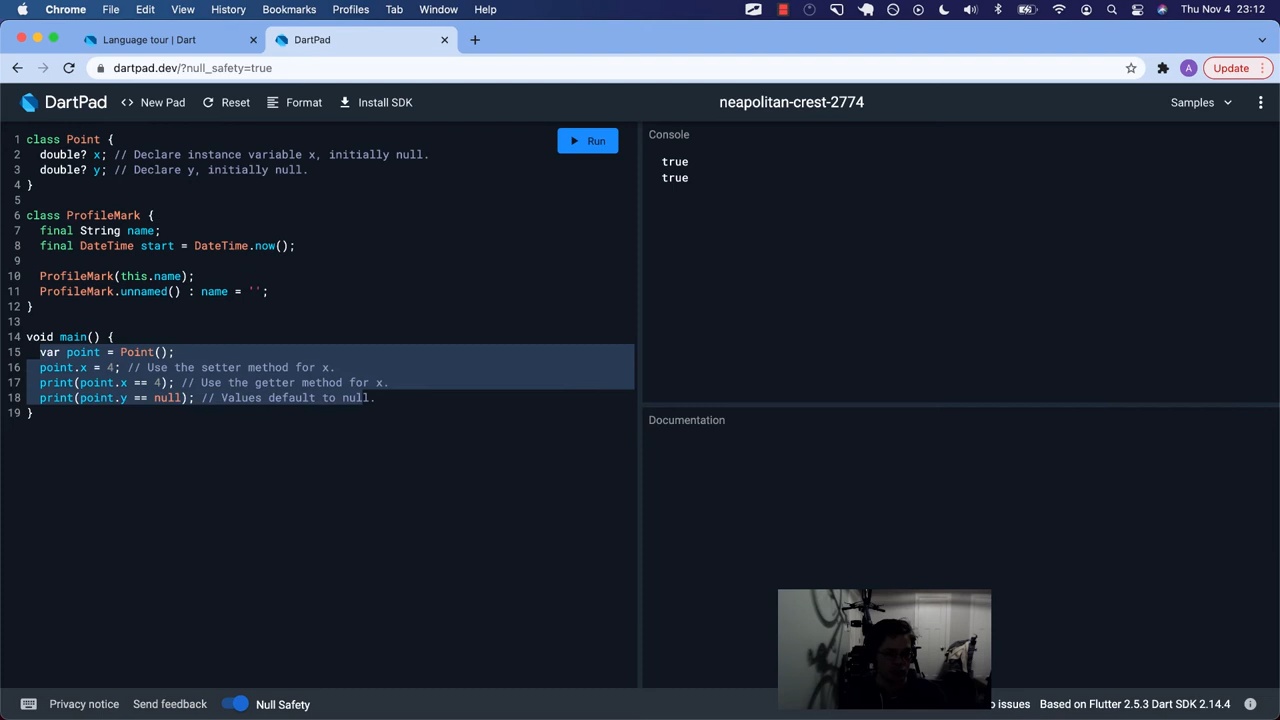 Chrome File Edit View History Bookmarks Profiles Tab Window Help Thu Nov 4 23:12
Language tour | Dart
DartPad
dartpad.dev/?null_safety=true
A
Update
DartPad
New Pad
Reset
Format
Install SDK
neapolitan-crest-2774
Samples
1 class Point {
2 double? x; // Declare instance variable x, initially null.
3 double? y; // Declare y, initially null.
4 }
5
6 class ProfileMark {
7 final String name;
8 final DateTime start = DateTime.now();
9
10 ProfileMark(this.name);
11 ProfileMark.unnamed() : name = '';
12 }
13
14 void main() {
15 var point = Point();
16 point.x = 4; // Use the setter method for x.
17 print(point.x == 4); // Use the getter method for x.
18 print(point.y == null); // Values default to null.
19 }
Run
Console
true
true
Documentation
Privacy notice
Send feedback
Null Safety
issues
Based on Flutter 2.5.3 Dart SDK 2.14.4